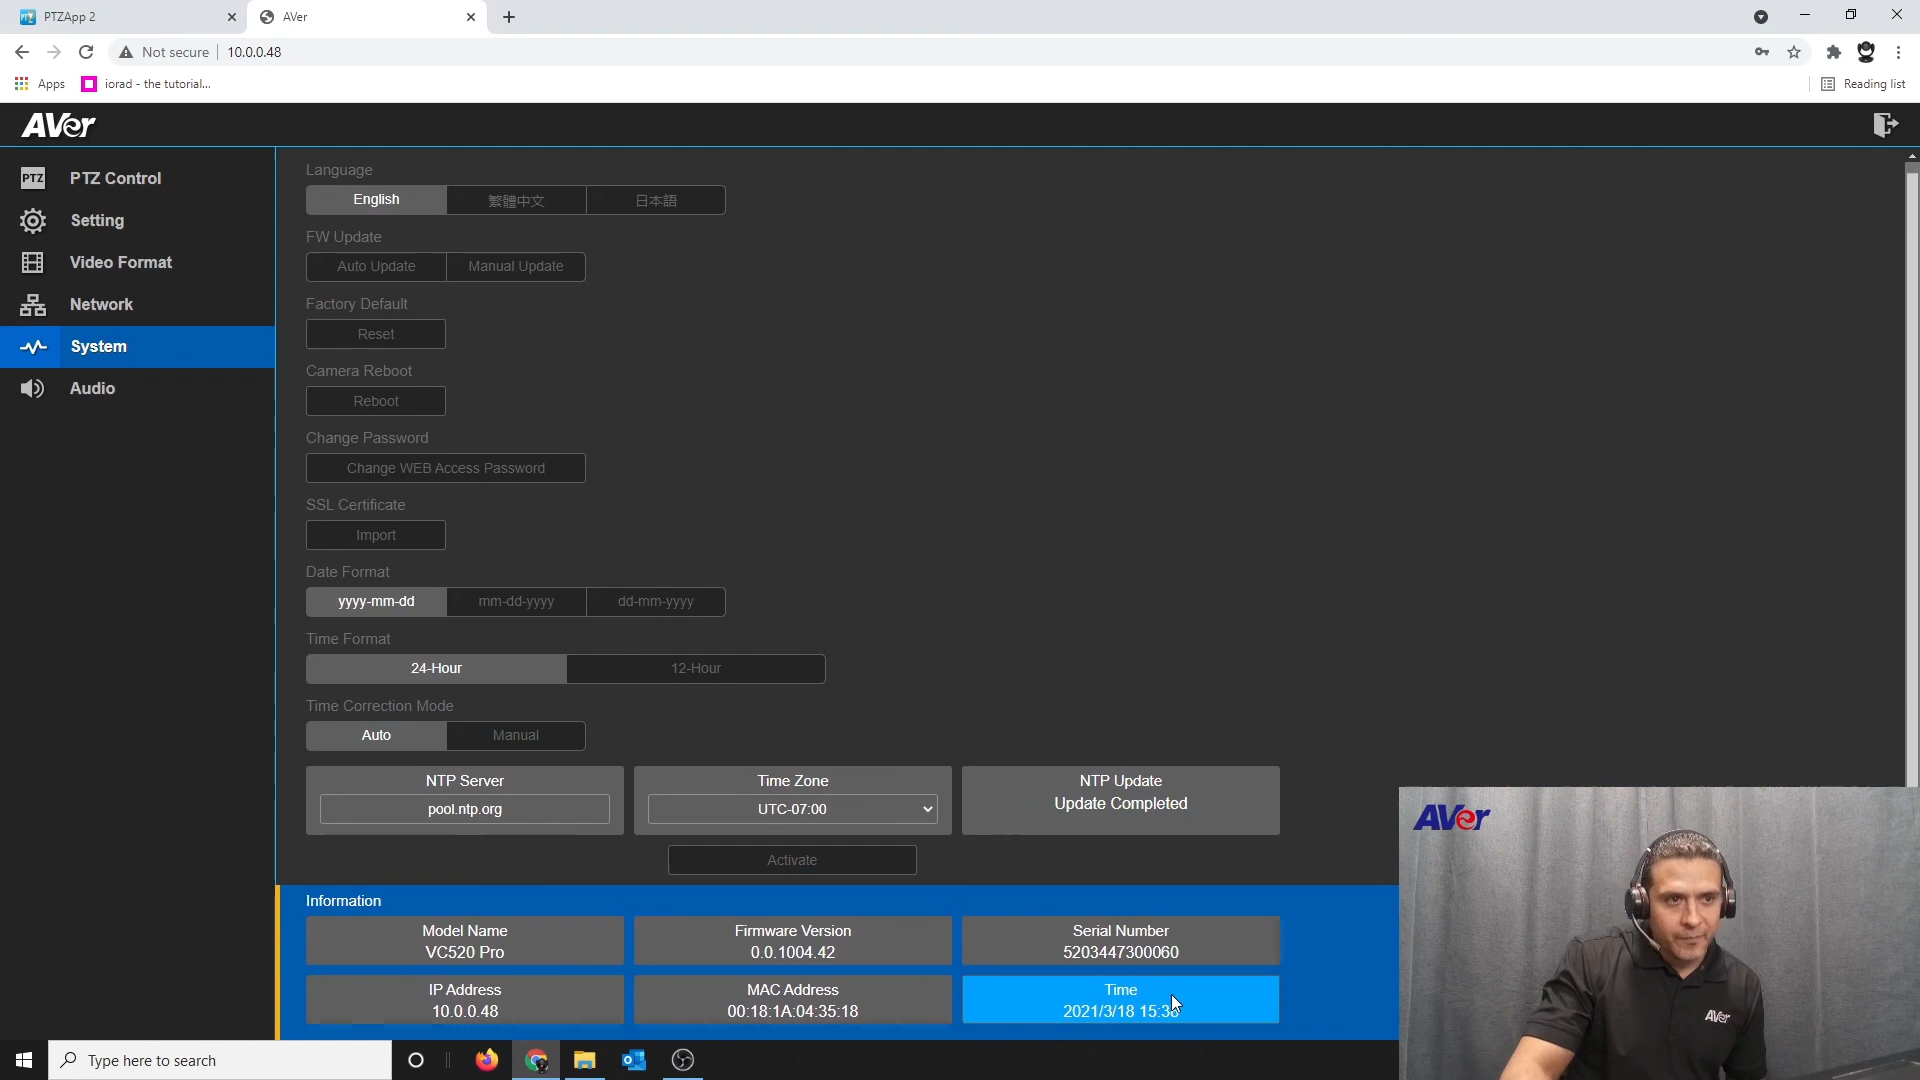 PTZApp 2
AVer
Not secure
10.0.0.48
Apps
iorad - the tutorial...
Reading list
AVer
PTZ
PTZ Control
Setting
Video Format
Network
System
Audio
Language
English
繁體中文
日本語
FW Update
Auto Update
Manual Update
Factory Default
Reset
Camera Reboot
Reboot
Change Password
Change WEB Access Password
SSL Certificate
Import
Date Format
yyyy-mm-dd
mm-dd-yyyy
dd-mm-yyyy
Time Format
24-Hour
12-Hour
Time Correction Mode
Auto
Manual
NTP Server
pool.ntp.org
Time Zone
UTC-07:00
NTP Update
Update Completed
Activate
Information
Model Name
VC520 Pro
Firmware Version
0.0.1004.42
Serial Number
5203447300060
IP Address
10.0.0.48
MAC Address
00:18:1A:04:35:18
Time
2021/3/18
AVer
AVer
Type here to search